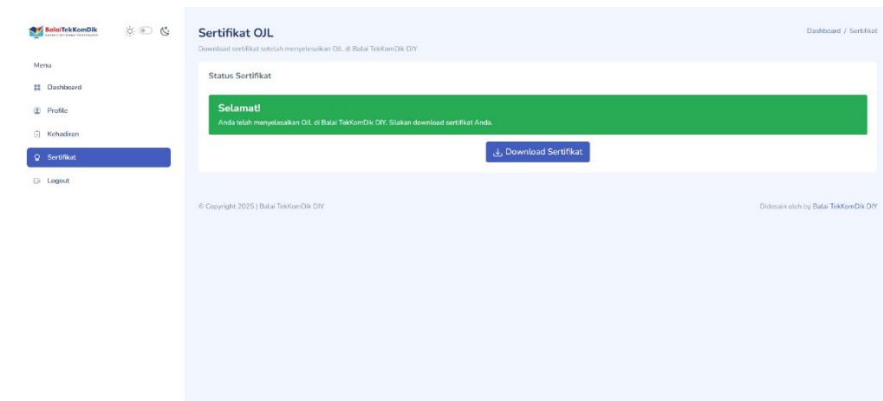 BalaiTekKomDik
Menu
Dashboard
Profile
Kehadiran
Sertifikat
Logout
Sertifikat OJL
Download sertifikat setelah menyelesaikan OJL di Balai TekKomDik DIY
Dashboard / Sertifikat
Status Sertifikat
Selamat!
Anda telah menyelesaikan OJL di Balai TekKomDik DIY. Silakan download sertifikat Anda.
Download Sertifikat
© Copyright 2025 | Balai TekKomDik DIY
Didesain oleh by Balai TekKomDik DIY